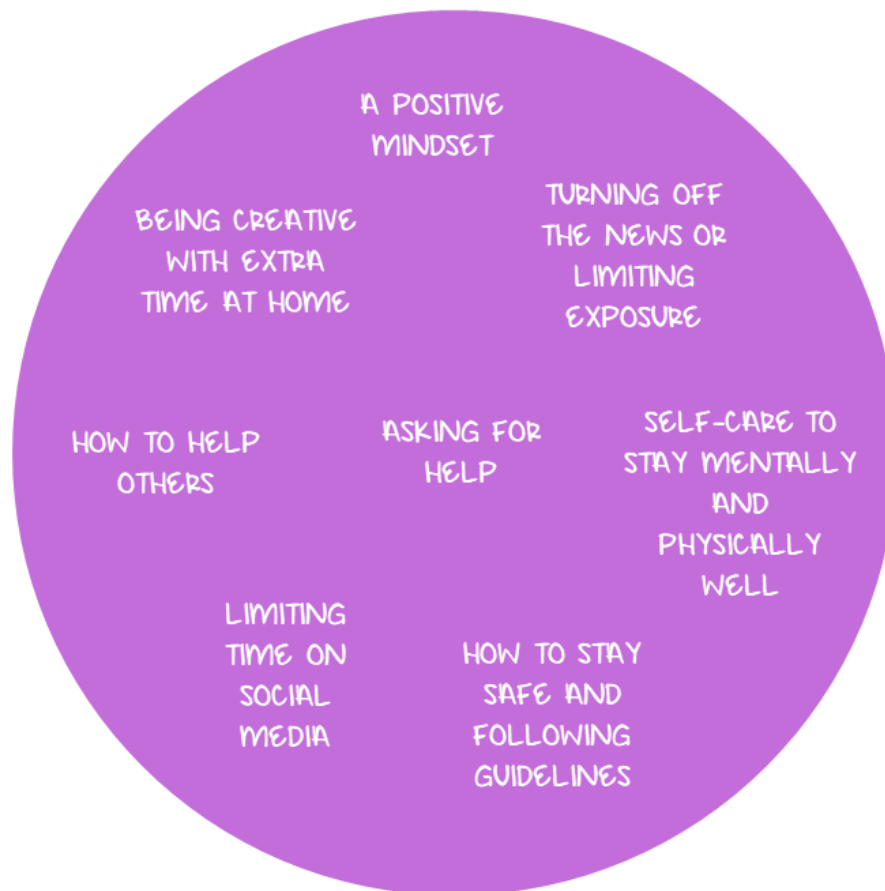 A POSITIVE
MINDSET
BEING CREATIVE
WITH EXTRA
TIME AT HOME
TURNING OFF
THE NEWS OR
LIMITING
EXPOSURE
HOW TO HELP
OTHERS
ASKING FOR
HELP
SELF-CARE TO
STAY MENTALLY
AND
PHYSICALLY
WELL
LIMITING
TIME ON
SOCIAL
MEDIA
HOW TO STAY
SAFE AND
FOLLOWING
GUIDELINES